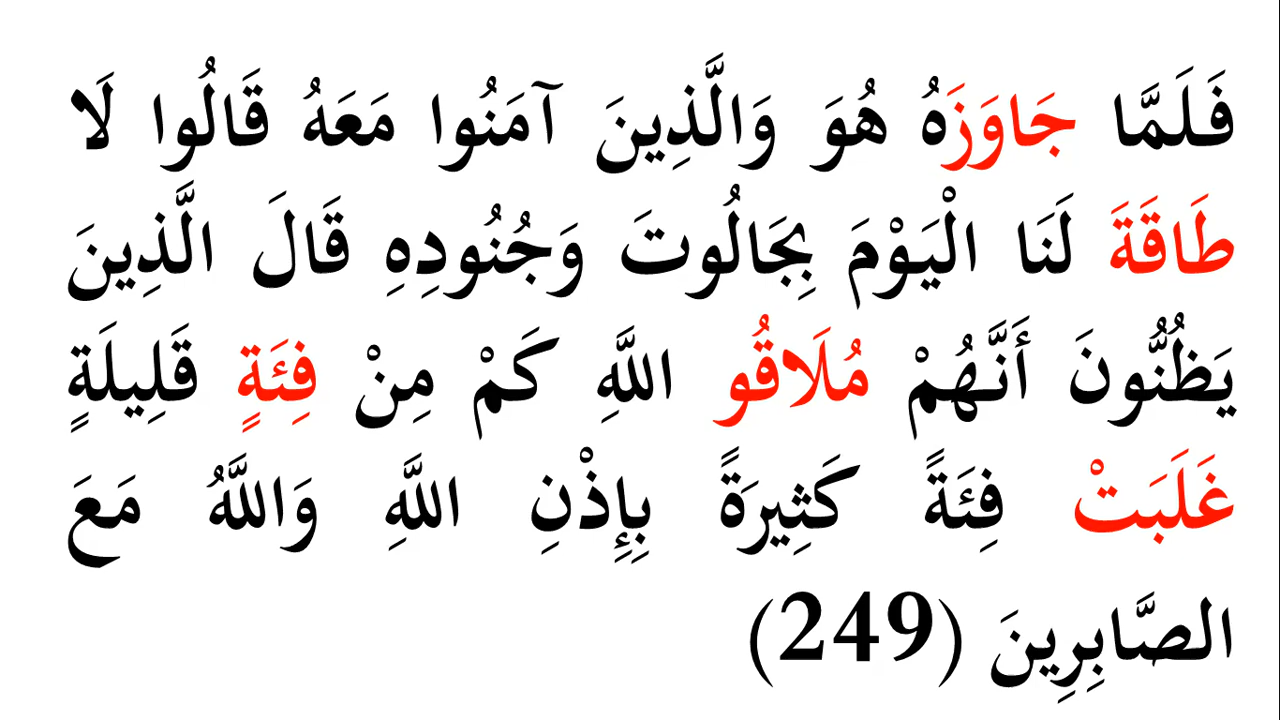 فَلَمَّا جَاوَزَهُ هُوَ وَالَّذِينَ آمَنُوا مَعَهُ قَالُوا لَا
طَاقَةَ لَنَا الْيَوْمَ بِجَالُوتَ وَجُنُودِهِ قَالَ الَّذِينَ
يَظُنُّونَ أَنَّهُمْ مُلَاقُو اللَّهِ كَمْ مِنْ فِئَةٍ قَلِيلَةٍ
غَلَبَتْ فِئَةً كَثِيرَةً بِإِذْنِ اللَّهِ وَاللَّهُ مَعَ
الصَّابِرِينَ (249)